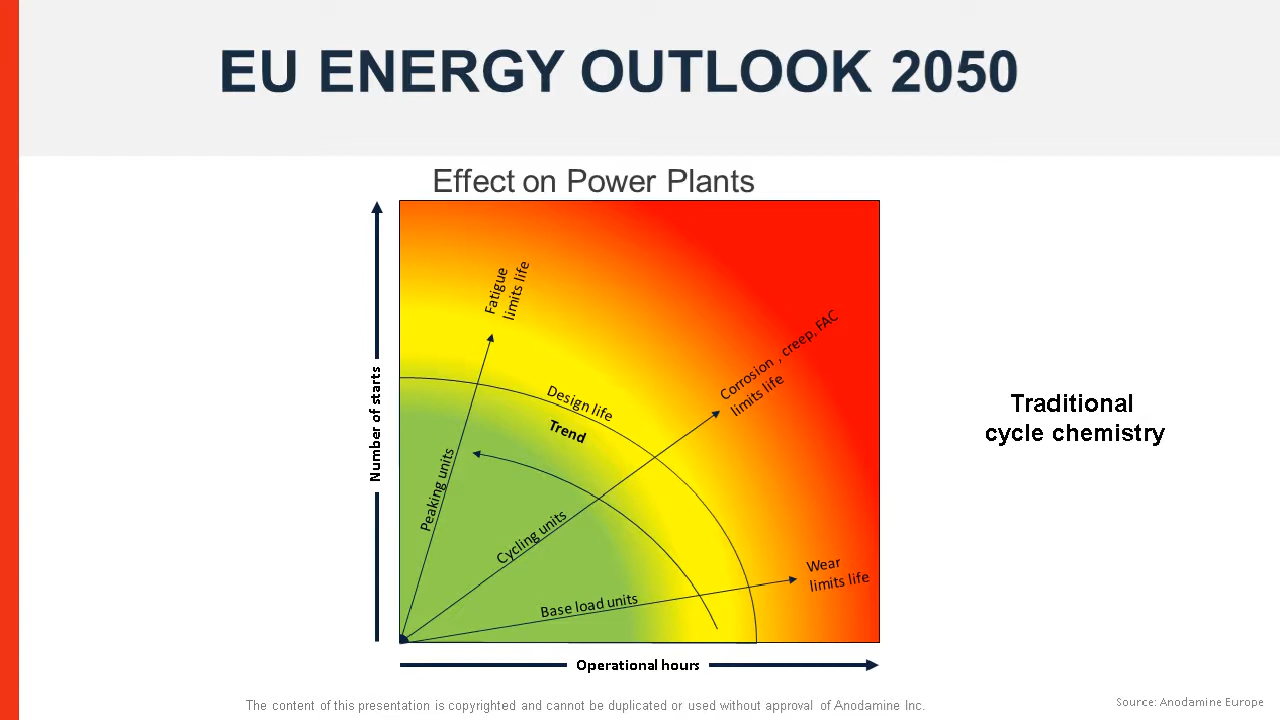 EU ENERGY OUTLOOK 2050
Effect on Power Plants
Number of starts
Fatigue
limits life
Corrosion , creep, FAC
limits life
Design life
Trend
Peaking units
Cycling units
Base load units
Wear
limits life
Operational hours
Traditional
cycle chemistry
The content of this presentation is copyrighted and cannot be duplicated or used without approval of Anodamine Inc.
Source: Anodamine Europe